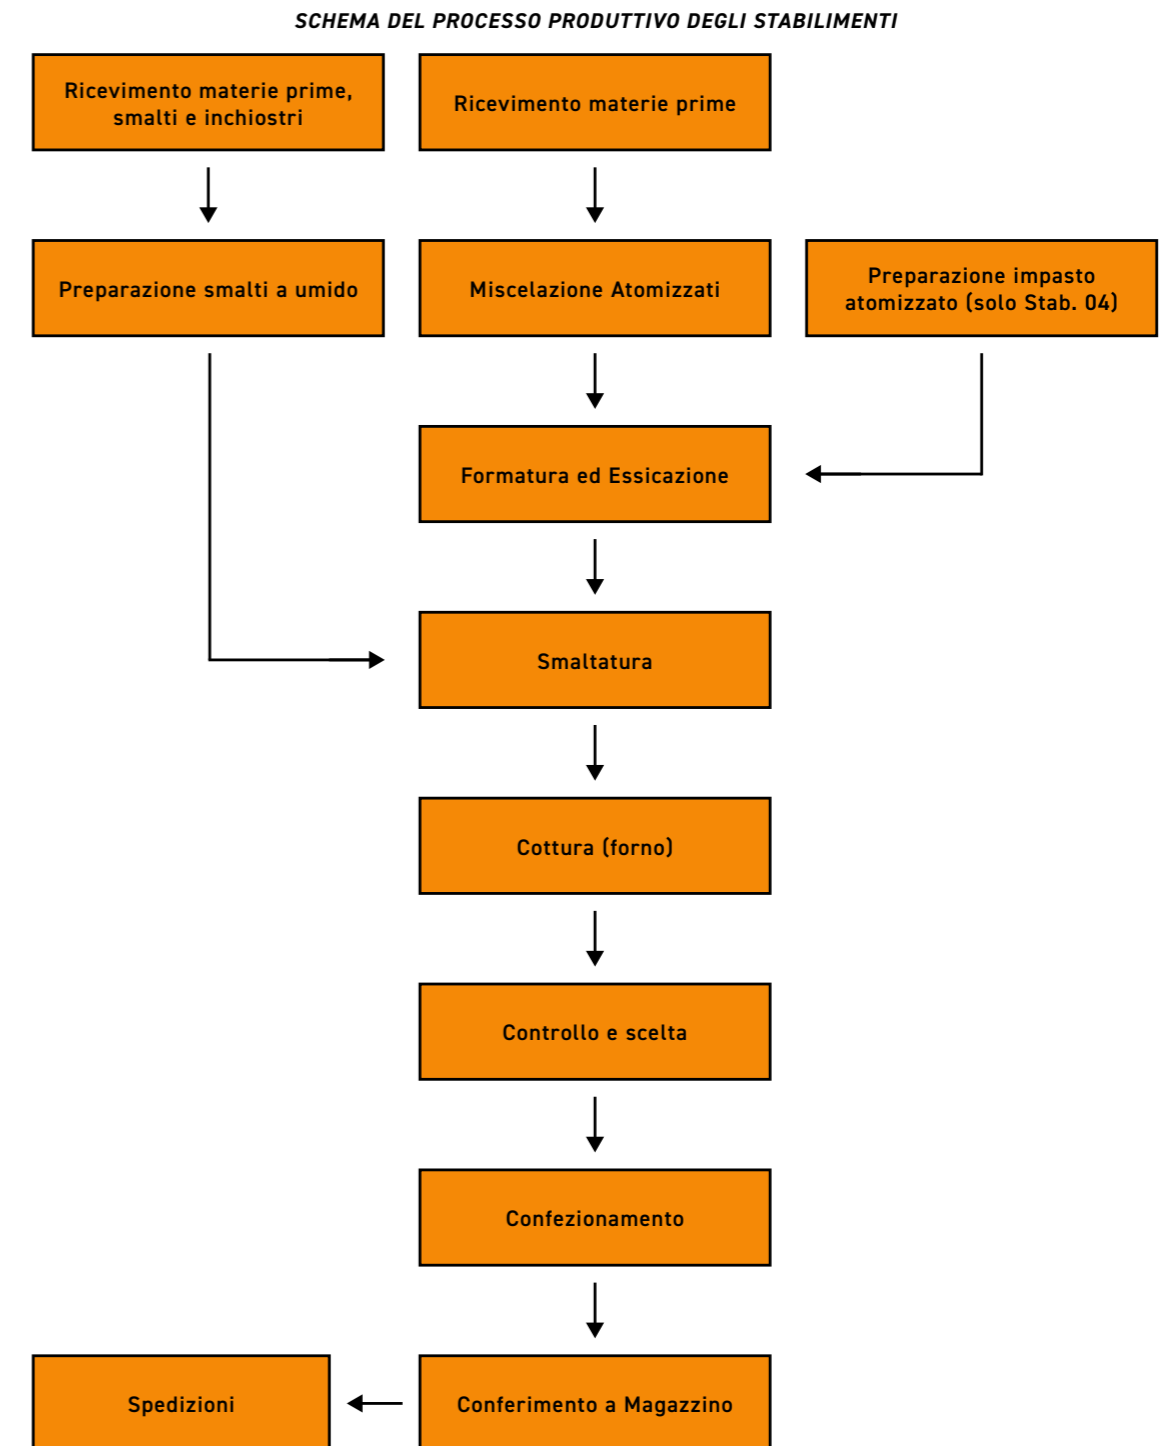 SCHEMA DEL PROCESSO PRODUTTIVO DEGLI STABILIMENTI
Ricevimento materie prime,
smalti e inchiostri
Ricevimento materie prime
Preparazione smalti a umido
Miscelazione Atomizzati
Preparazione impasto
atomizzato (solo Stab. 04)
Formatura ed Essicazione
Smaltatura
Cottura (forno)
Controllo e scelta
Confezionamento
Spedizioni
Conferimento a Magazzino